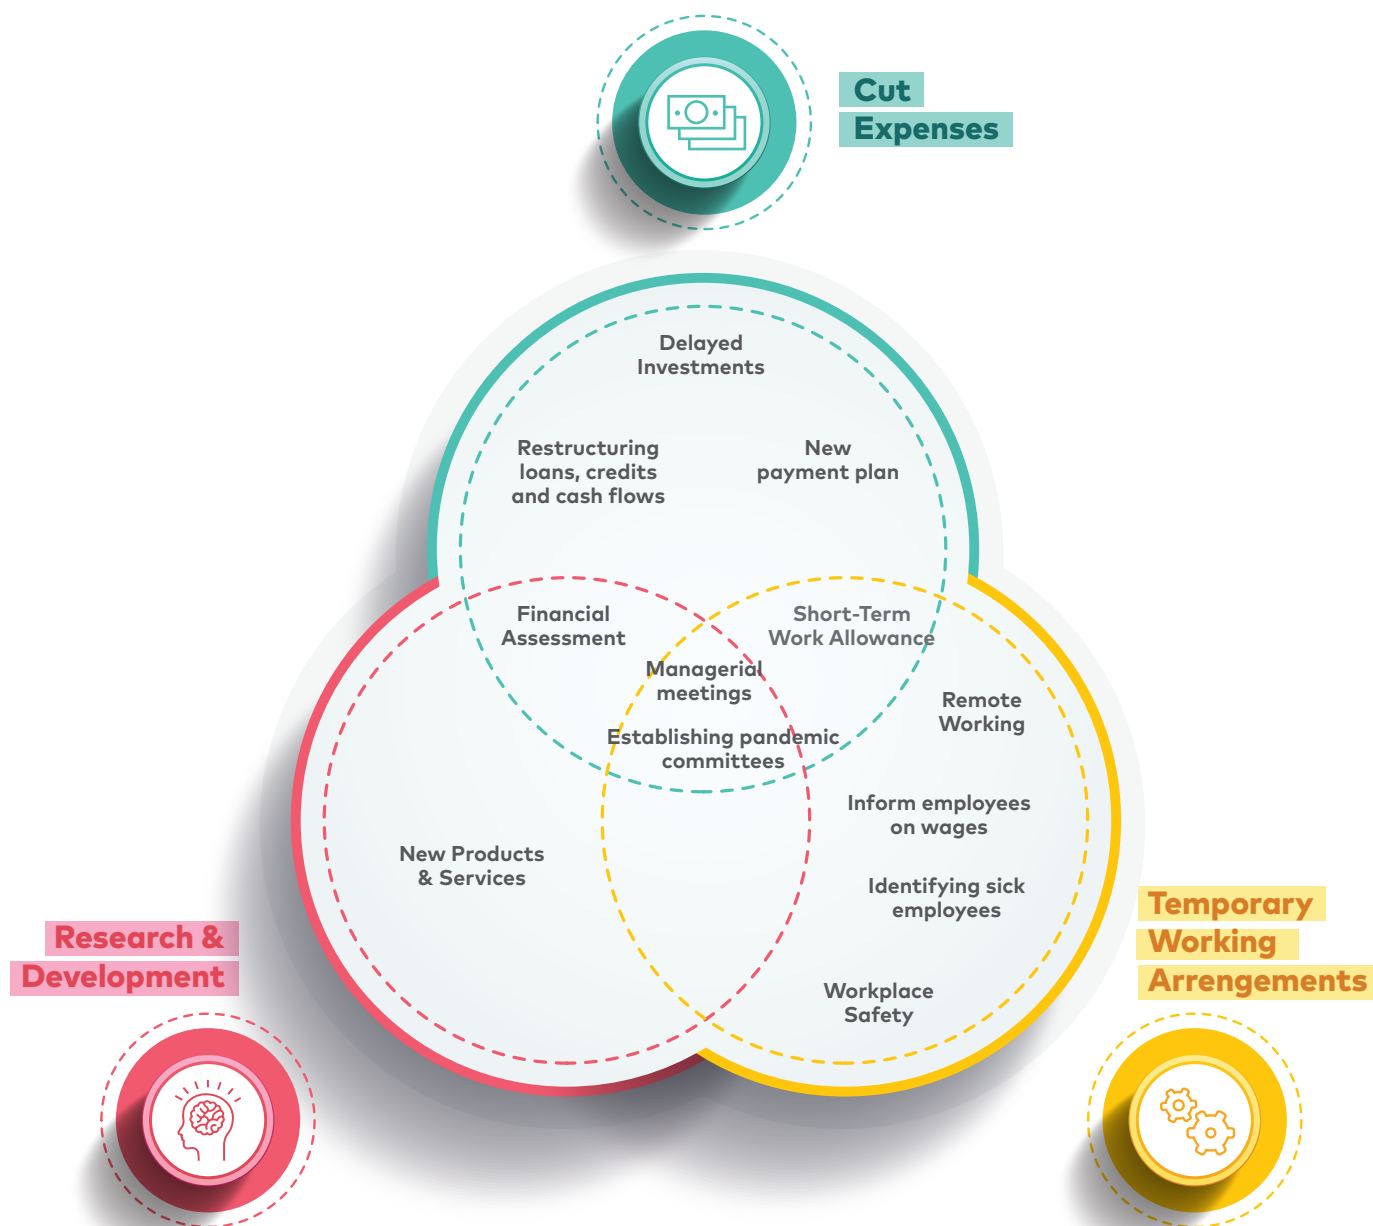 Cut
Expenses
Delayed
Investments
Restructuring
loans, credits
and cash flows
New
payment plan
Financial
Assessment
Short-Term
Work Allowance
Managerial
meetings
Remote
Working
Establishing pandemic
committees
Inform employees
on wages
New Products
& Services
Identifying sick
employees
Workplace
Safety
Research &
Development
Temporary
Working
Arrengements